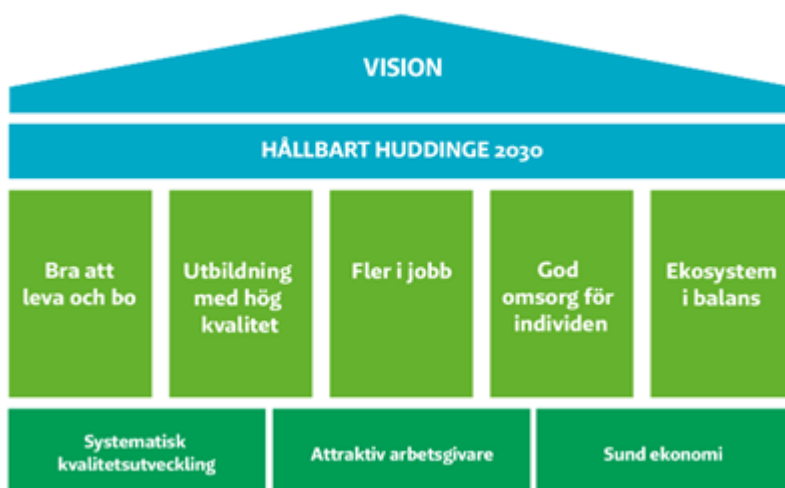 VISION
HÅLLBART HUDDINGE 2030
Bra att
leva och bo
Utbildning
med hög
kvalitet
Fler i jobb
God
omsorg för
individen
Ekosystem
i balans
Systematisk
kvalitetsutveckling
Attraktiv arbetsgivare
Sund ekonomi